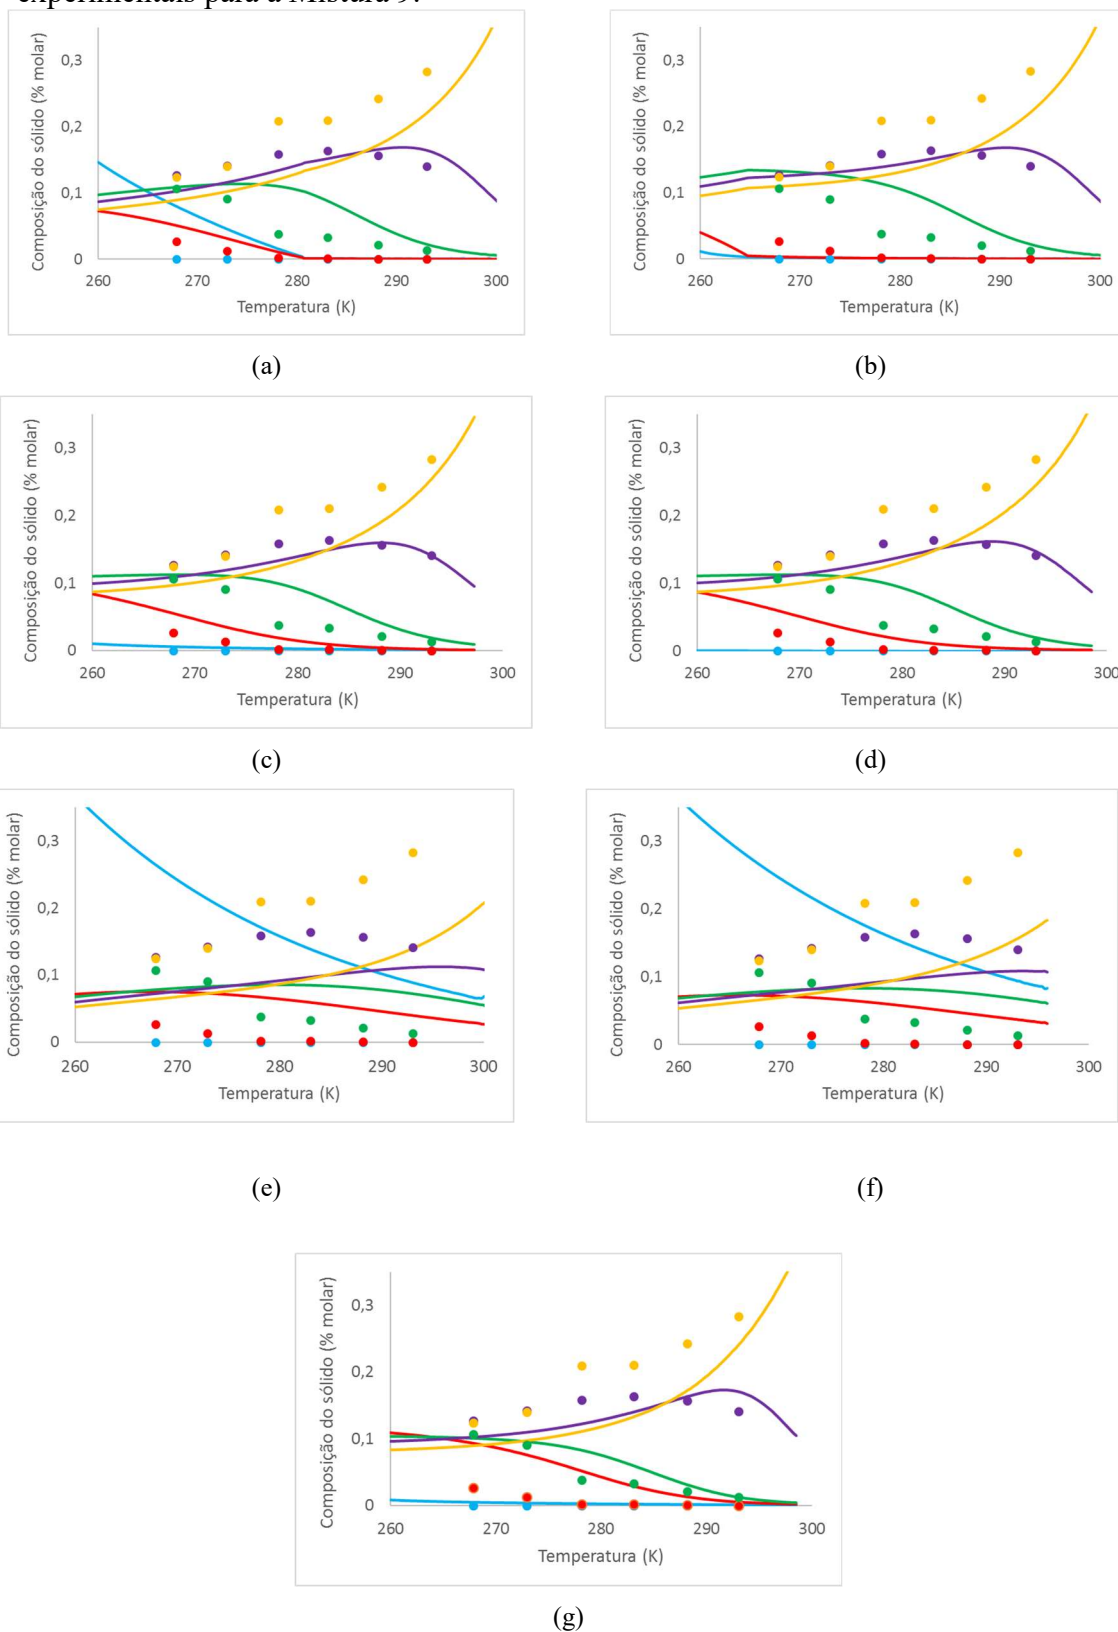 experimentais para a Mistura 9.
Composição do sólido (% molar)
0,3
0,2
0,1
0
260 270 280 290 300
Temperatura (K)
(a)
Composição do sólido (% molar)
0,3
0,2
0,1
0
260 270 280 290 300
Temperatura (K)
(b)
Composição do sólido (% molar)
0,3
0,2
0,1
0
260 270 280 290 300
Temperatura (K)
(c)
Composição do sólido (% molar)
0,3
0,2
0,1
0
260 270 280 290 300
Temperatura (K)
(d)
Composição do sólido (% molar)
0,3
0,2
0,1
0
260 270 280 290 300
Temperatura (K)
(e)
Composição do sólido (% molar)
0,3
0,2
0,1
0
260 270 280 290 300
Temperatura (K)
(f)
Composição do sólido (% molar)
0,3
0,2
0,1
0
260 270 280 290 300
Temperatura (K)
(g)